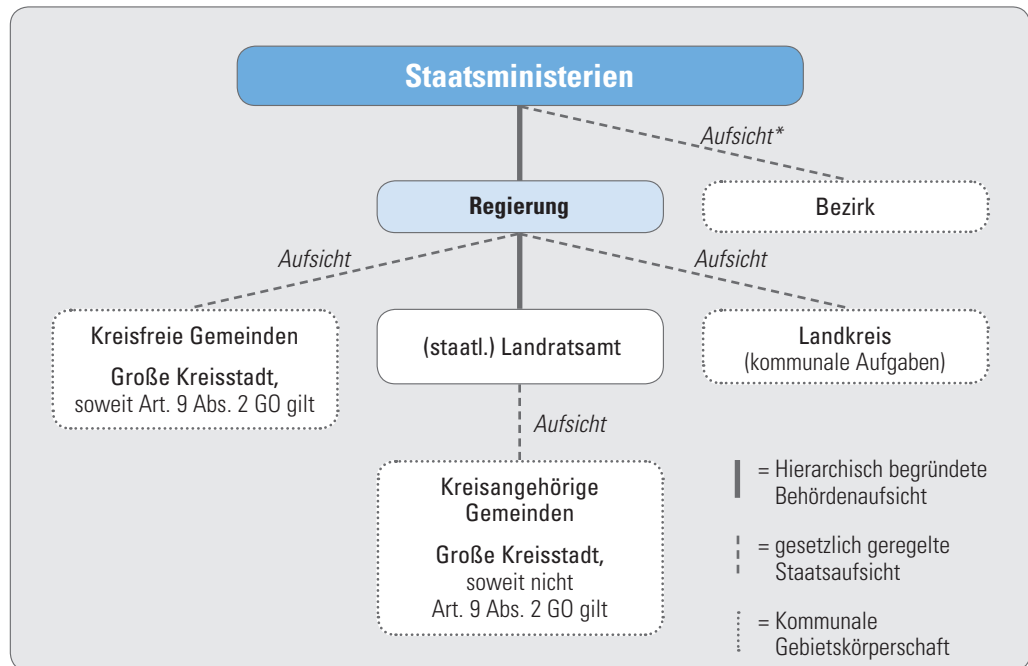 Staatsministerien
Aufsicht*
Regierung
Bezirk
Aufsicht
Aufsicht
Kreisfreie Gemeinden
Große Kreisstadt,
soweit Art. 9 Abs. 2 GO gilt
(staatl.) Landratsamt
Landkreis
(kommunale Aufgaben)
Aufsicht
Kreisangehörige
Gemeinden
Große Kreisstadt,
soweit nicht
Art. 9 Abs. 2 GO gilt
= Hierarchisch begründete
Behördenaufsicht
= gesetzlich geregelte
Staatsaufsicht
= Kommunale
Gebietskörperschaft